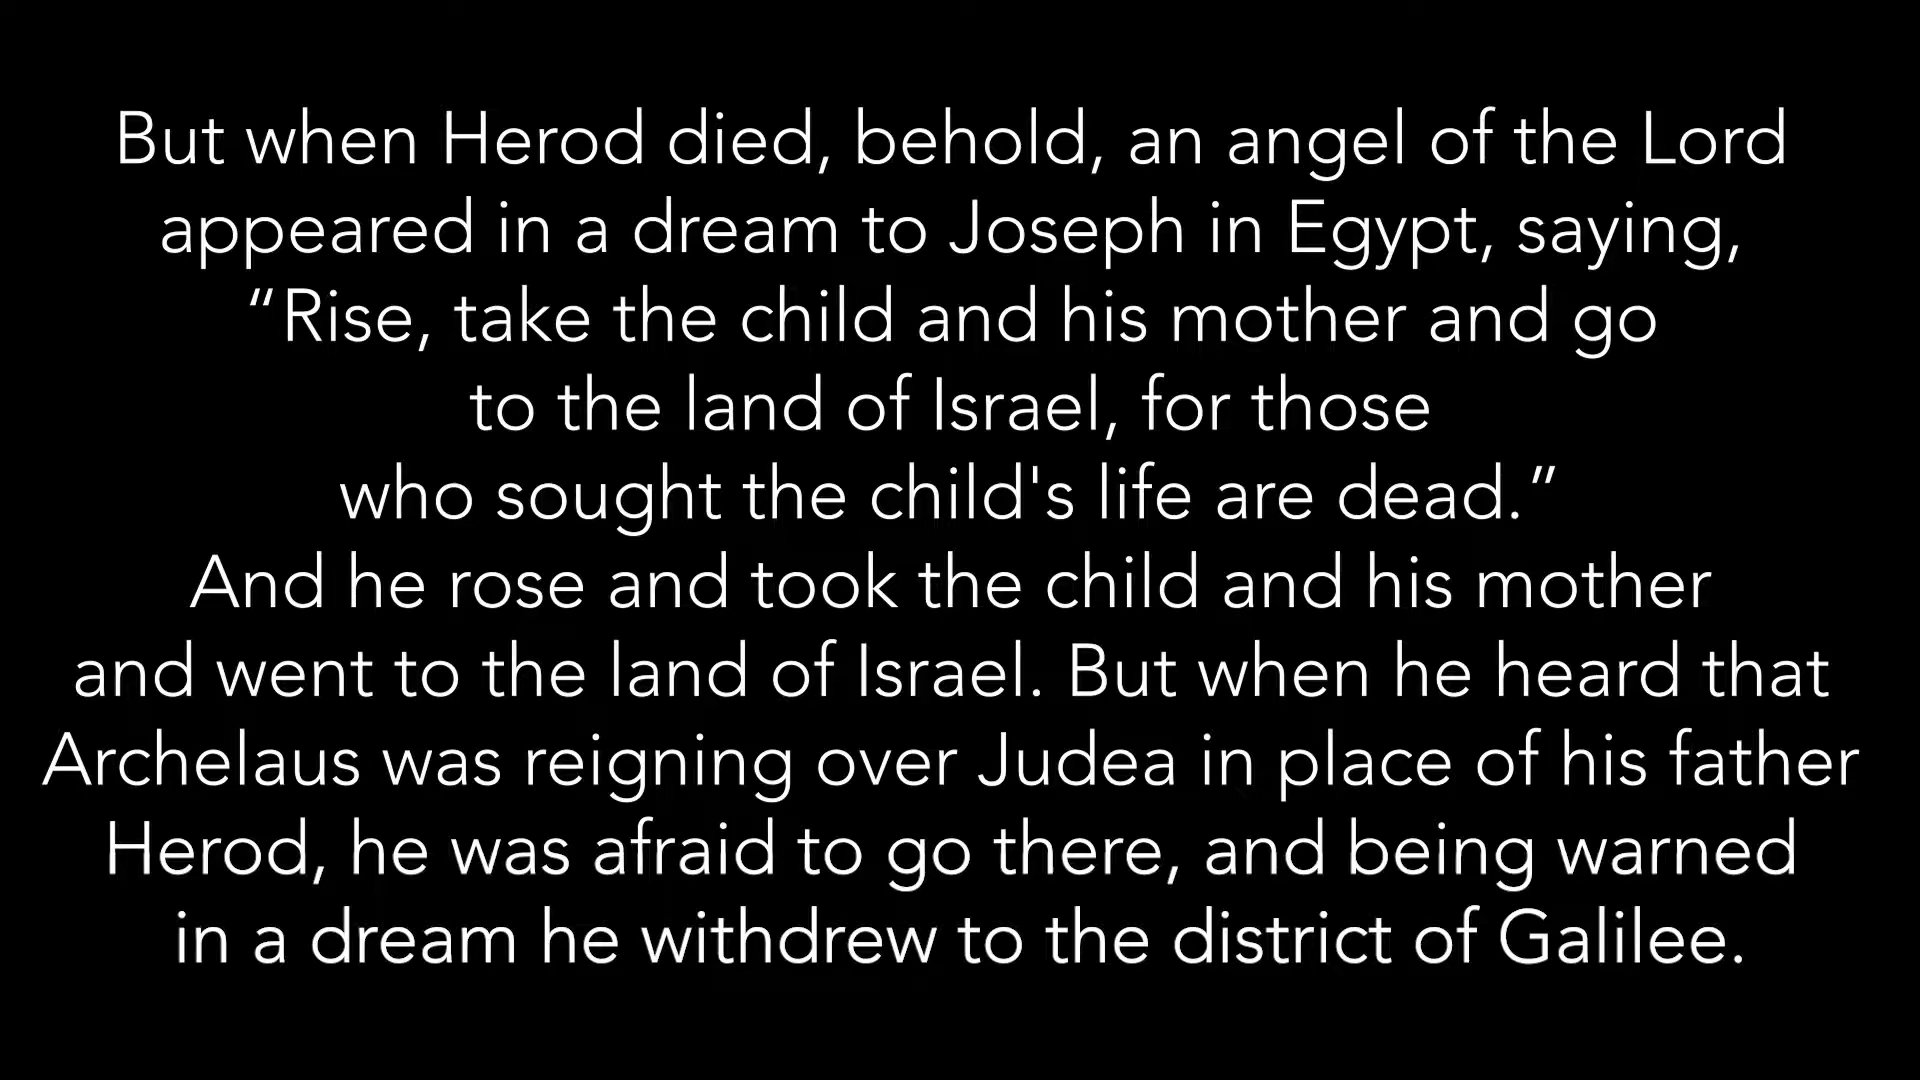 But when Herod died, behold, an angel of the Lord
appeared in a dream to Joseph in Egypt, saying,
“Rise, take the child and his mother and go
to the land of Israel, for those
who sought the child's life are dead.”
And he rose and took the child and his mother
and went to the land of Israel. But when he heard that
Archelaus was reigning over Judea in place of his father
Herod, he was afraid to go there, and being warned
in a dream he withdrew to the district of Galilee.